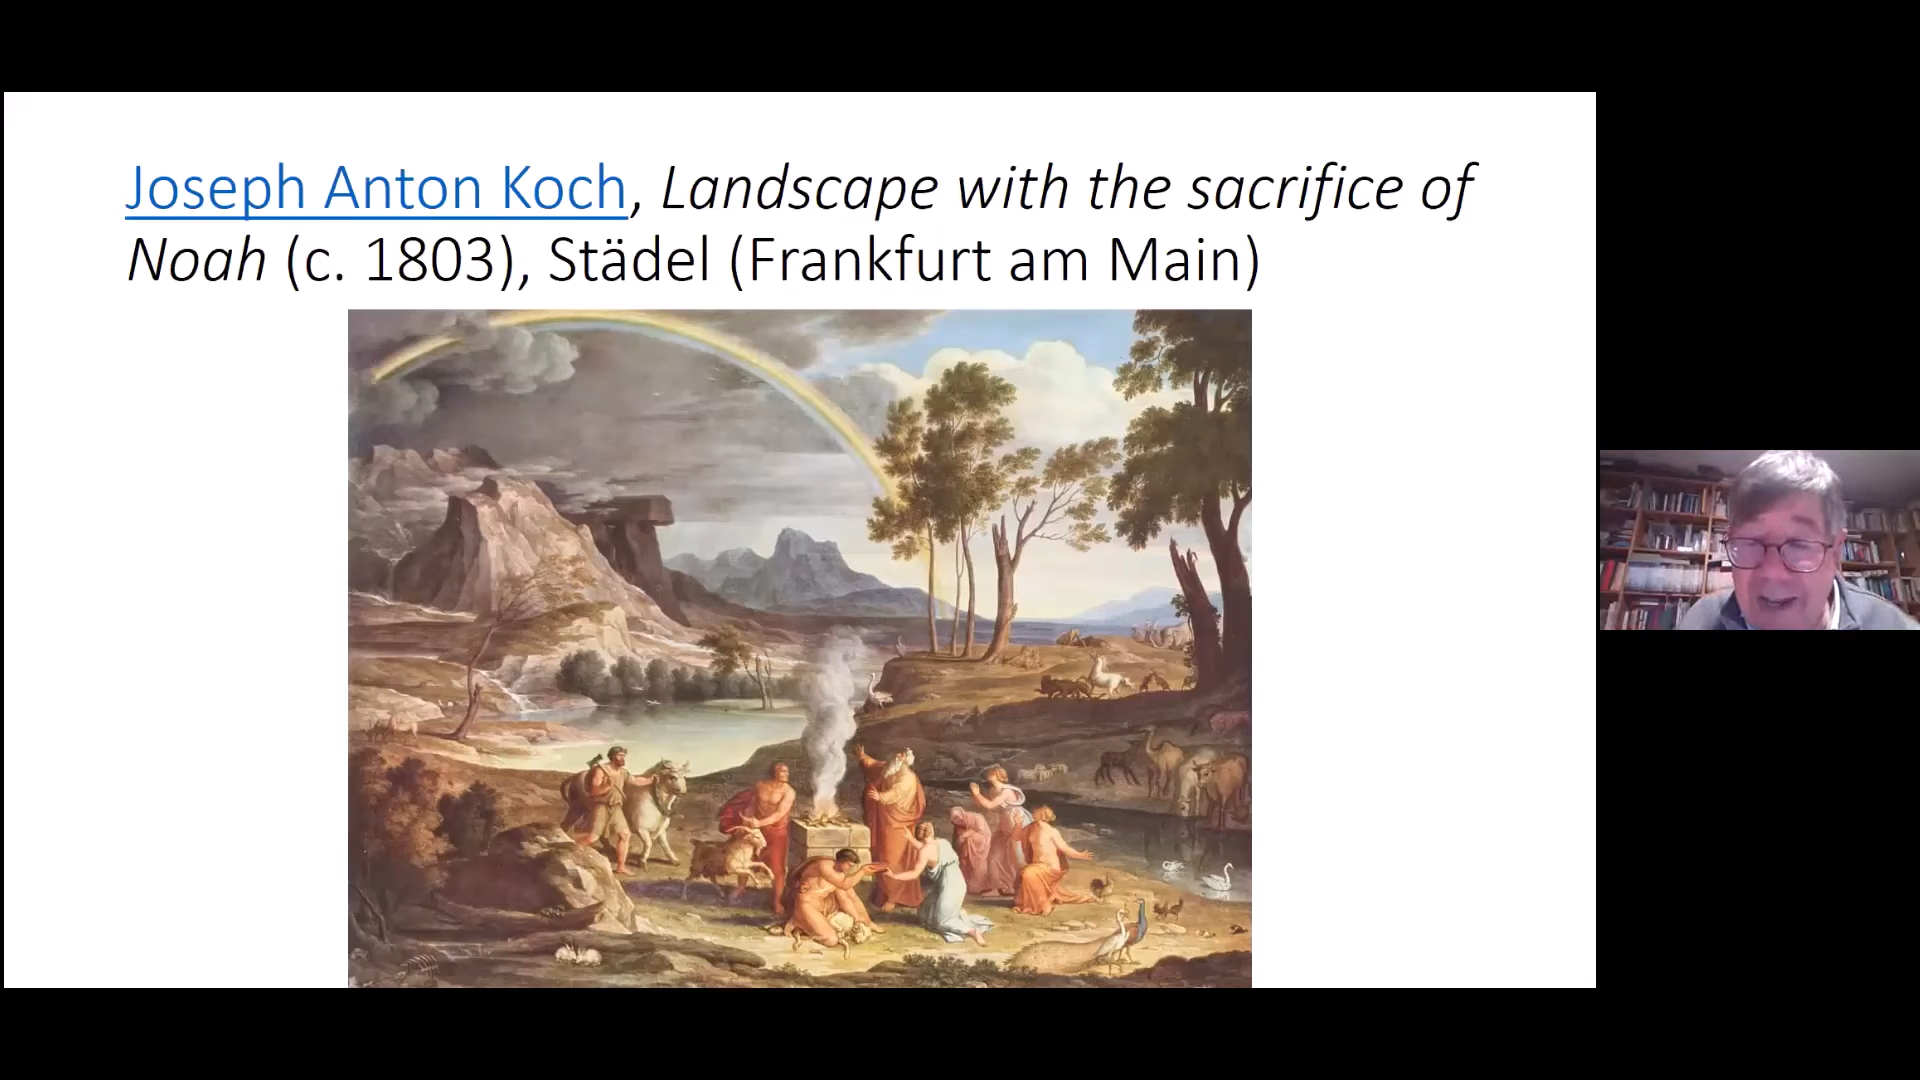 Joseph Anton Koch, Landscape with the sacrifice of
Noah (c. 1803), Städel (Frankfurt am Main)